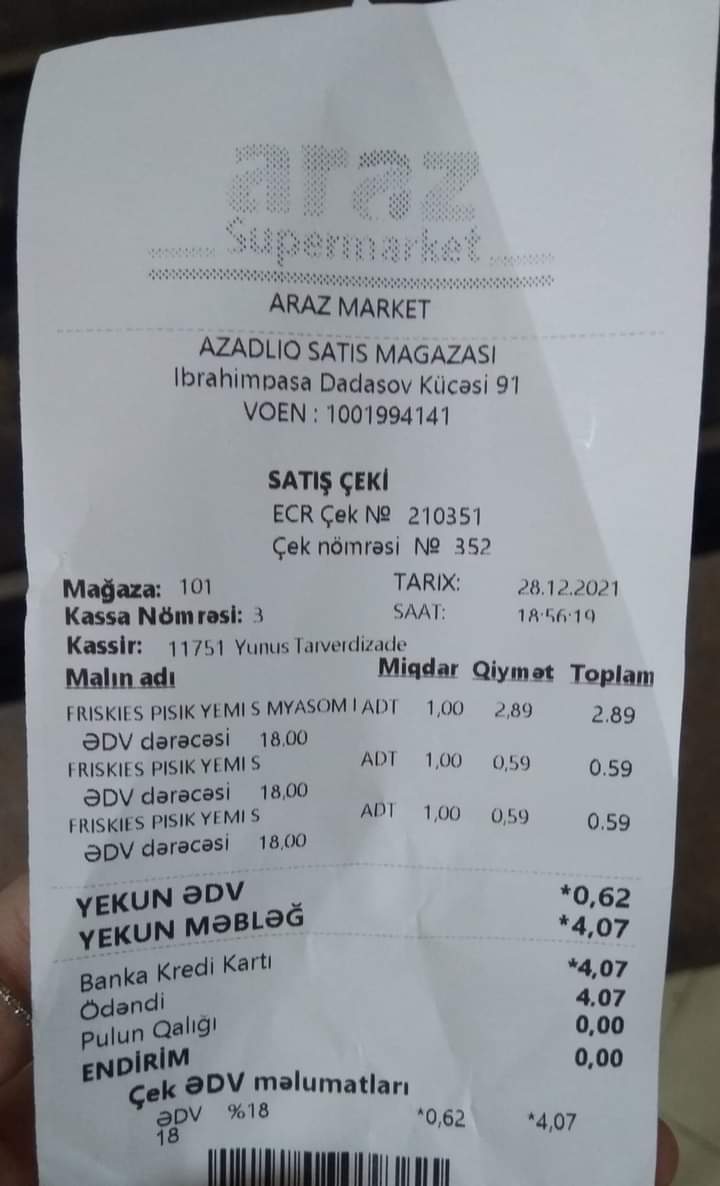 araz
Supermarket
ARAZ MARKET
AZADLIO SATIS MAGAZASI
Ibrahimpasa Dadasov Kücəsi 91
VOEN : 1001994141
SATIŞ ÇEKİ
ECR Çek № 210351
Çek nömrəsi № 352
Mağaza: 101 TARIX: 28.12.2021
Kassa Nömrəsi: 3 SAAT: 18:56:19
Kassir: 11751 Yunus Tarverdizade
Malın adı Miqdar Qiymət Toplam
FRISKIES PISIK YEMI S MYASOM I ADT 1,00 2,89 2.89
ƏDV dərəcəsi 18,00
FRISKIES PISIK YEMI S ADT 1,00 0,59 0.59
ƏDV dərəcəsi 18,00
FRISKIES PISIK YEMI S ADT 1,00 0,59 0.59
ƏDV dərəcəsi 18,00
YEKUN ƏDV *0,62
YEKUN MƏBLƏĞ *4,07
Banka Kredi Kartı *4,07
Ödəndi 4.07
Pulun Qalığı 0,00
ENDİRİM 0,00
Çek ƏDV məlumatları
ƏDV %18 *0,62 *4,07
18